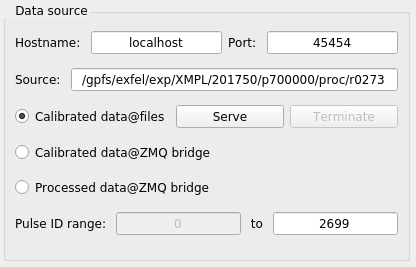 Data source
Hostname: localhost Port: 45454
Source: /gpfs/exfel/exp/XMPL/201750/p700000/proc/r0273
Calibrated data@files Serve Terminate
Calibrated data@ZMQ bridge
Processed data@ZMQ bridge
Pulse ID range: 0 to 2699